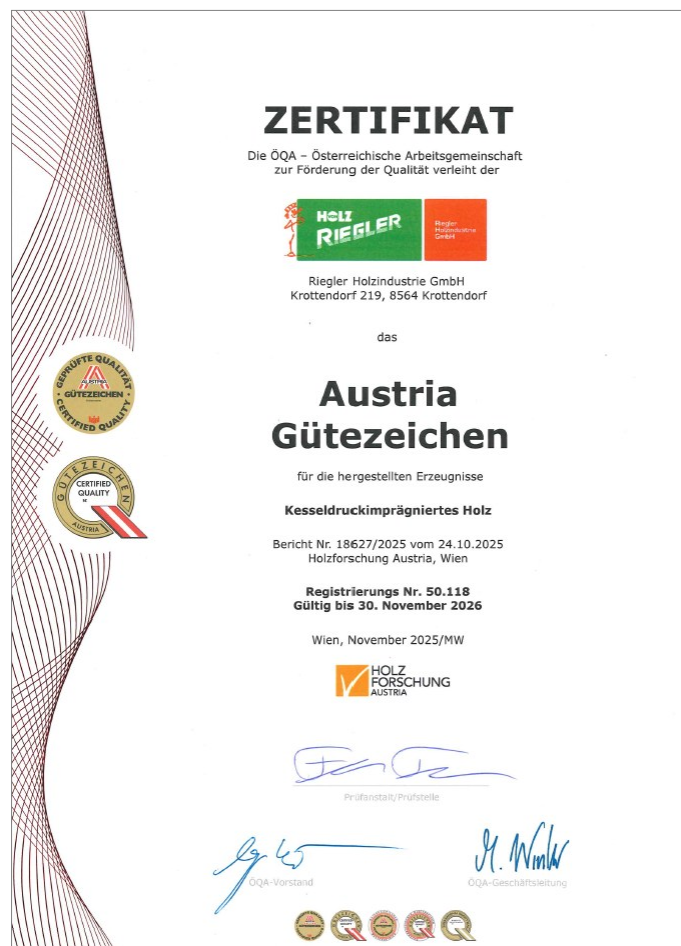 ZERTIFIKAT
Die ÖQA – Österreichische Arbeitsgemeinschaft
zur Förderung der Qualität verleiht der
HOLZ
RIEGLER
Riegler
Holzindustrie
GmbH
Riegler Holzindustrie GmbH
Krottendorf 219, 8564 Krottendorf
das
GEPRÜFTE QUALITÄT
AUSTRIA
GÜTEZEICHEN
CERTIFIED QUALITY
Austria
Gütezeichen
für die hergestellten Erzeugnisse
GÜTEZEICHEN
CERTIFIED
QUALITY
AUSTRIA
Kesseldruckimprägniertes Holz
Bericht Nr. 18627/2025 vom 24.10.2025
Holzforschung Austria, Wien
Registrierungs Nr. 50.118
Gültig bis 30. November 2026
Wien, November 2025/MW
HOLZ
FORSCHUNG
AUSTRIA
Prüfanstalt/Prüfstelle
ÖQA-Vorstand
ÖQA-Geschäftsleitung